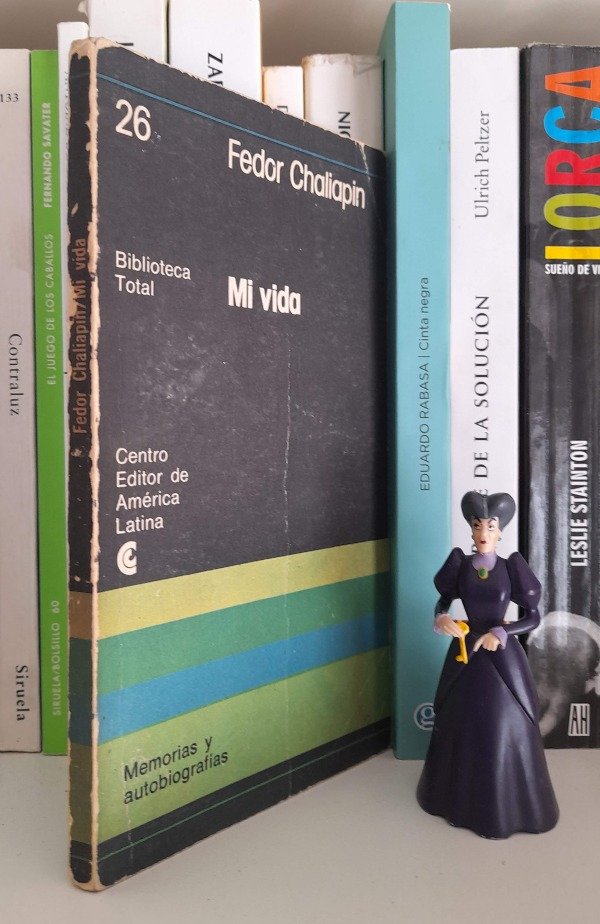 26
Fedor Chaliapin
Biblioteca
Total
Mi vida
Centro
Editor de
América
Latina
Memorias y
autobiografías
Fedor Chaliapin/Mi vida
133
Contraluz
Siruela
FERNANDO SAVATER
EL JUEGO DE LOS CABALLOS
SIRUELA/BOLSILLO 60
EDUARDO RABASA | Cinta negra
Ulrich Peltzer
DE LA SOLUCIÓN
LORCA
SUEÑO DE
LESLIE STAINTON
AH